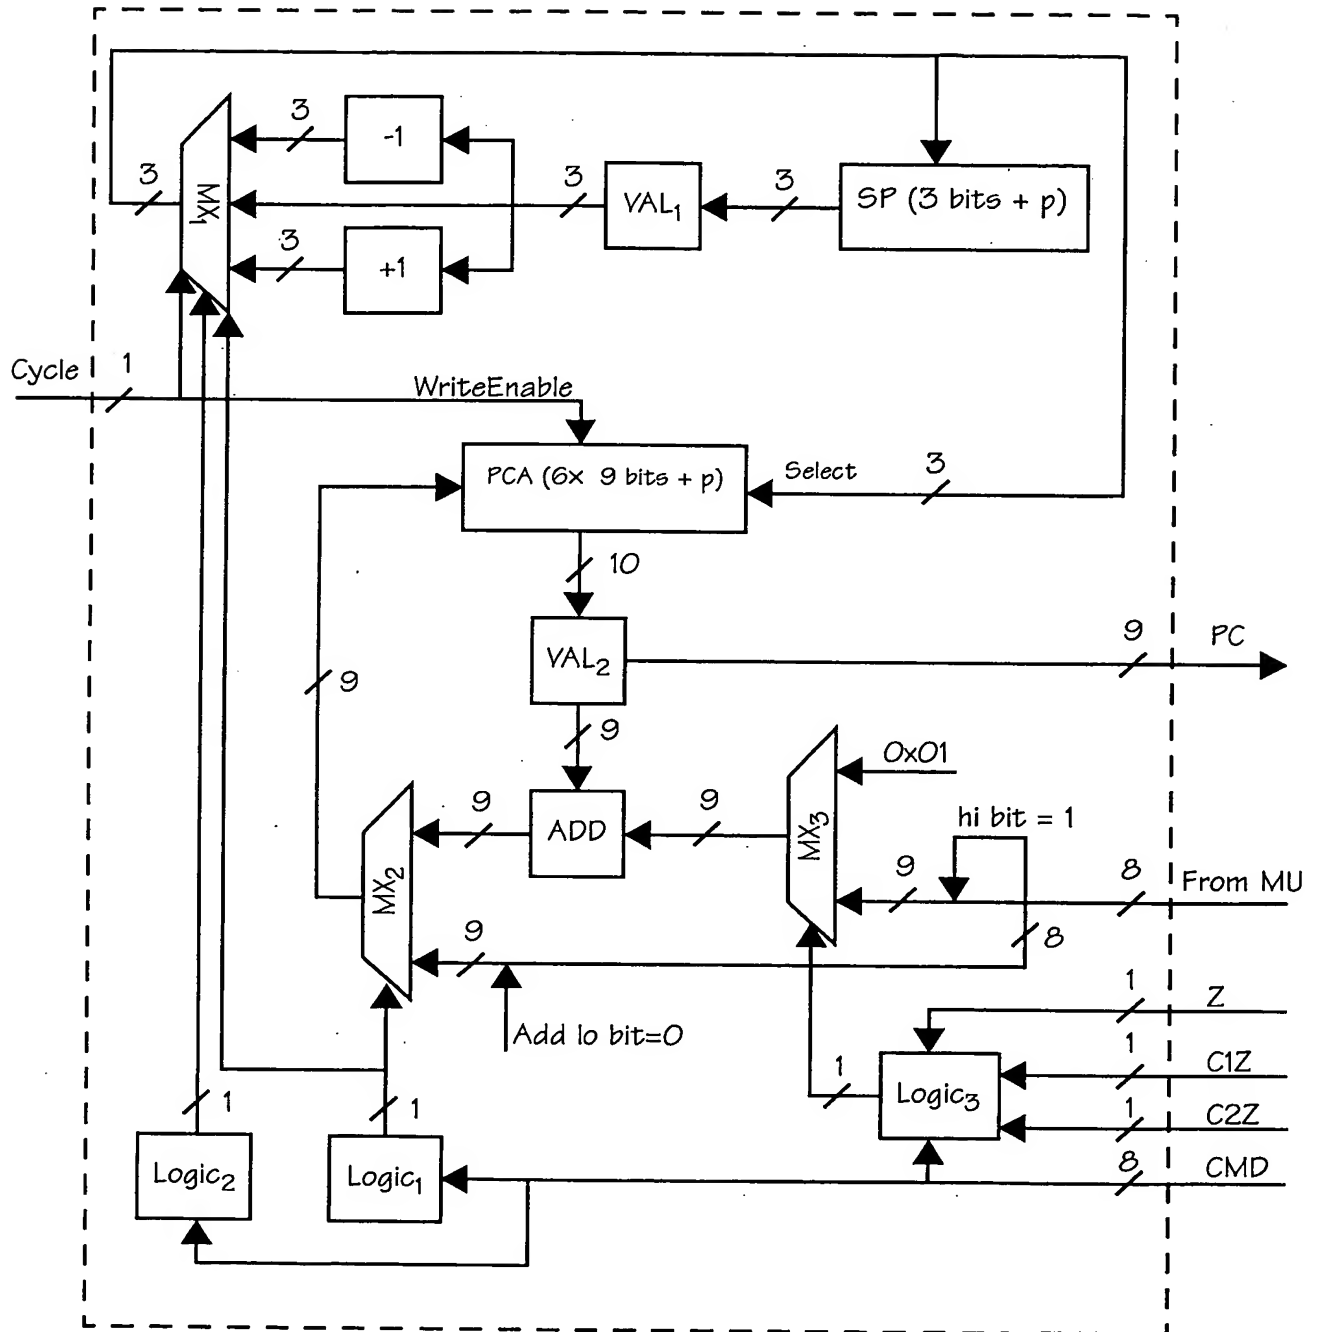 3
-1
3
MX1
3
VAL1
3
SP (3 bits + p)
3
+1
Cycle
1
WriteEnable
PCA (6x 9 bits + p)
Select
3
10
9
VAL2
9
PC
9
0x01
9
ADD
9
MX3
hi bit = 1
MX2
9
8
From MU
9
8
Add lo bit=0
1
Z
1
C1Z
1
Logic3
1
C2Z
1
1
Logic2
Logic1
8
CMD